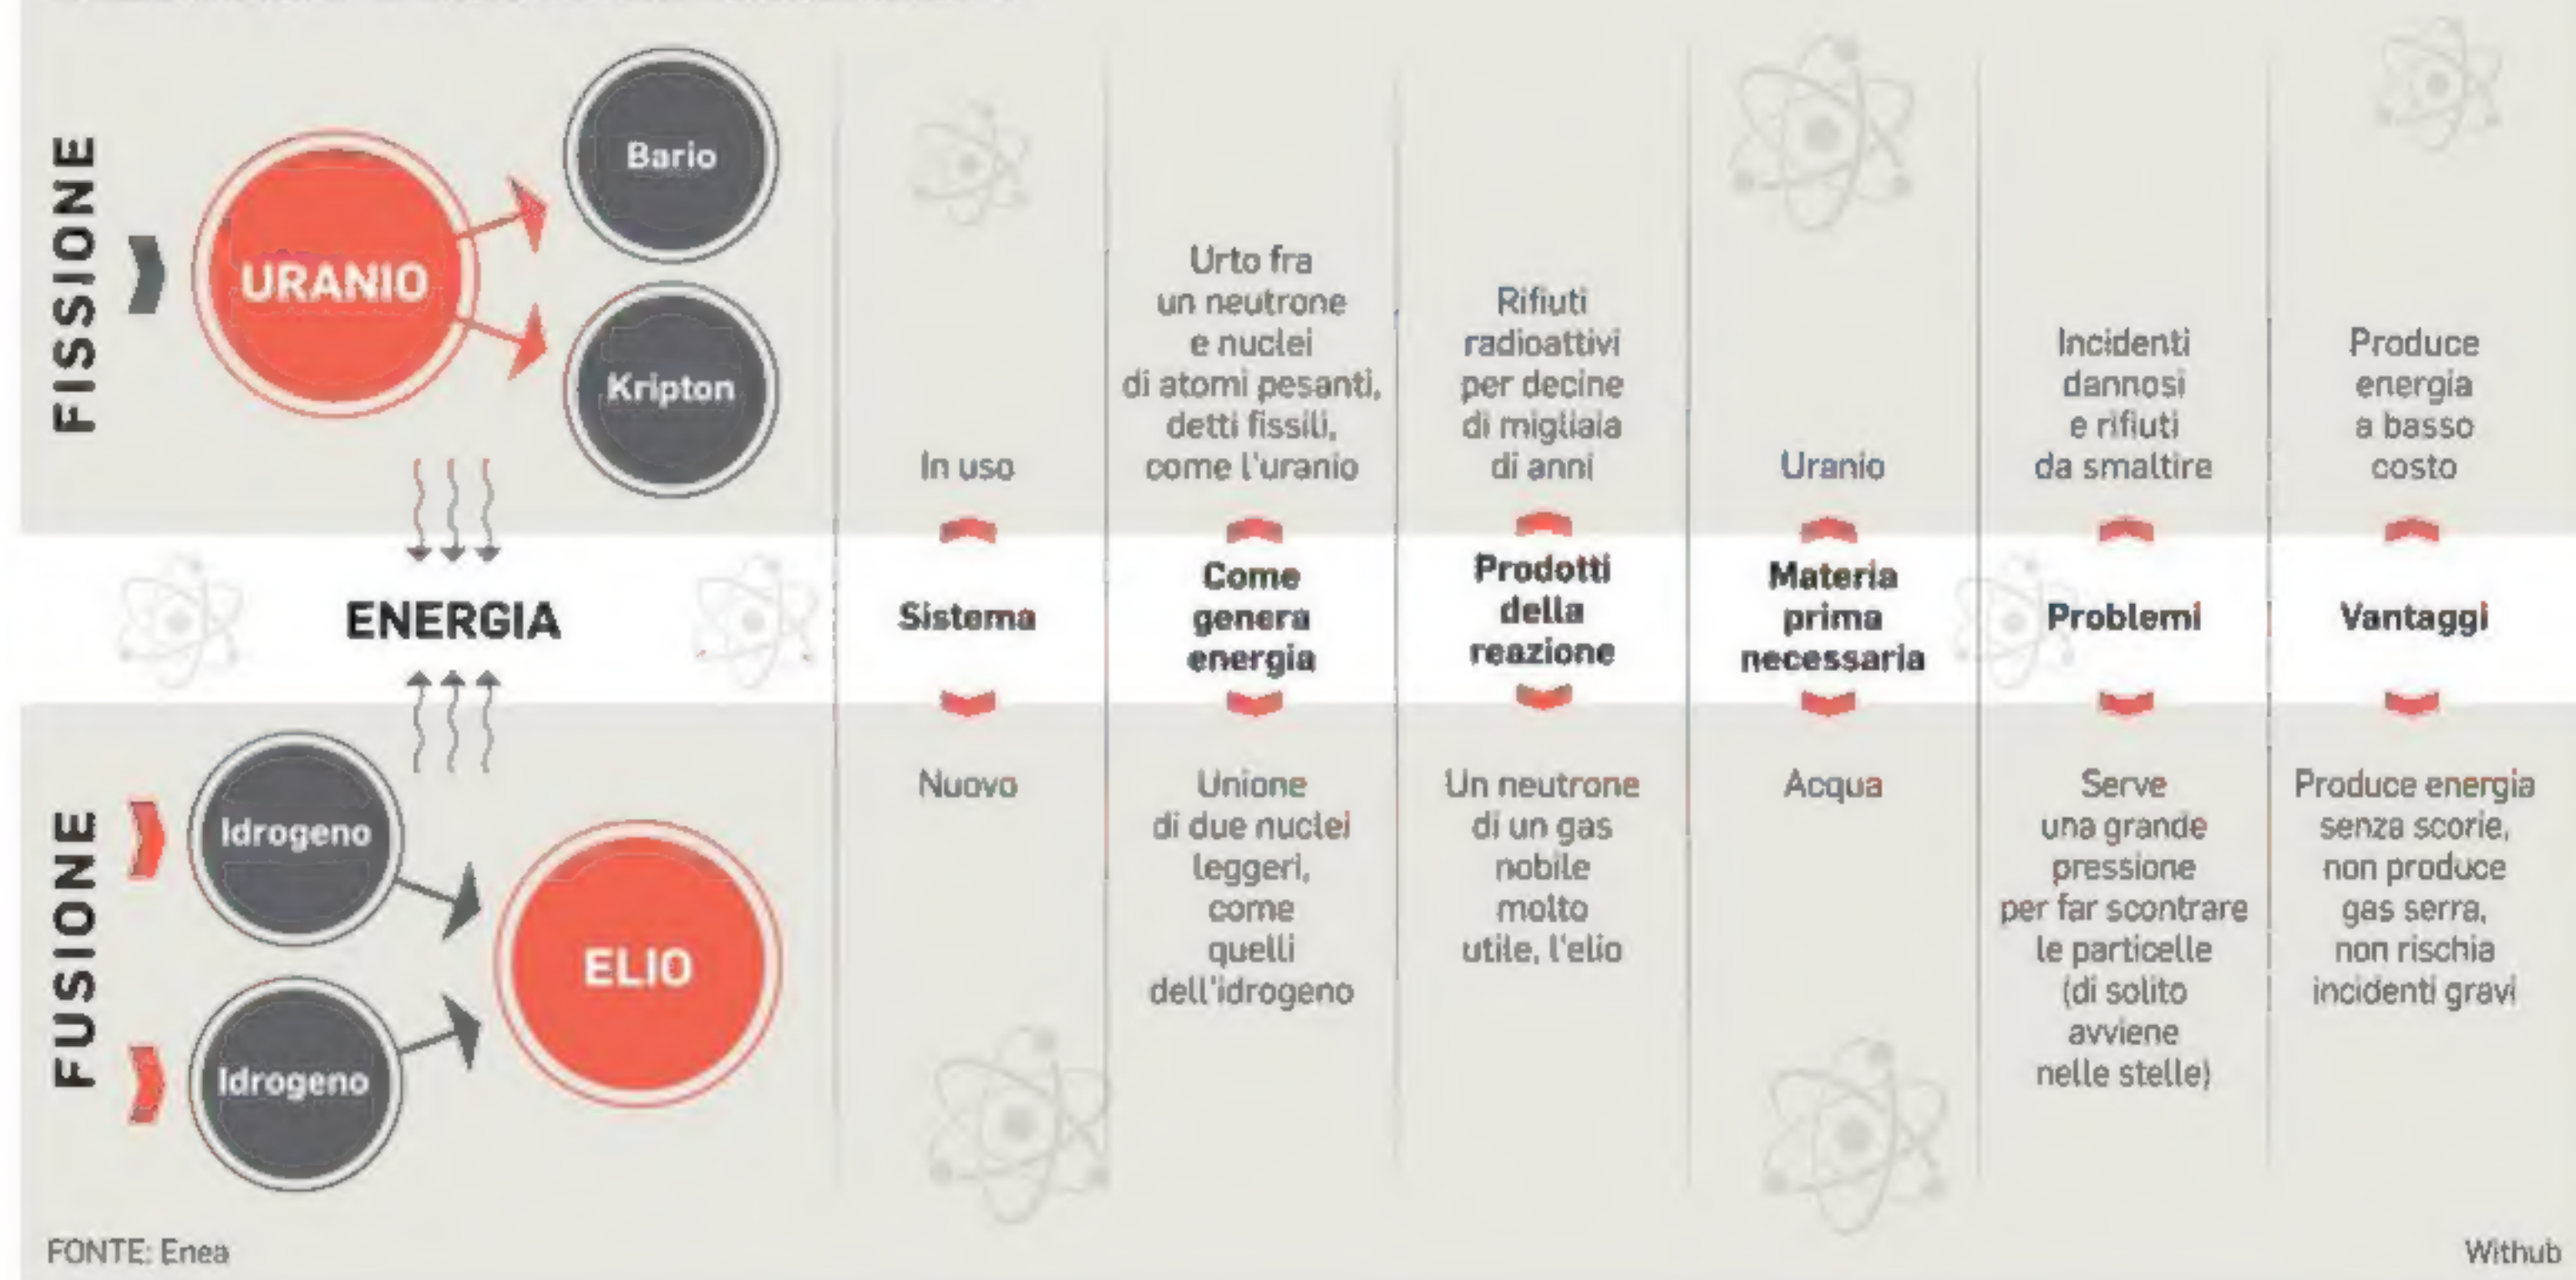 FISSIONE
URANIO
Bario
Kripton
In uso
Urto fra
un neutrone
e nuclei
di atomi pesanti,
detti fissili,
come l'uranio
Rifiuti
radioattivi
per decine
di migliaia
di anni
Uranio
Incidenti
dannosi
e rifiuti
da smaltire
Produce
energia
a basso
costo
ENERGIA
Sistema
Come
genera
energia
Prodotti
della
reazione
Materia
prima
necessaria
Problemi
Vantaggi
FUSIONE
Idrogeno
Idrogeno
ELIO
Nuovo
Unione
di due nuclei
leggeri,
come
quelli
dell'idrogeno
Un neutrone
di un gas
nobile
molto
utile, l'elio
Acqua
Serve
una grande
pressione
per far scontrare
le particelle
(di solito
avviene
nelle stelle)
Produce energia
senza scorie,
non produce
gas serra,
non rischia
incidenti gravi
FONTE: Enea
Withub